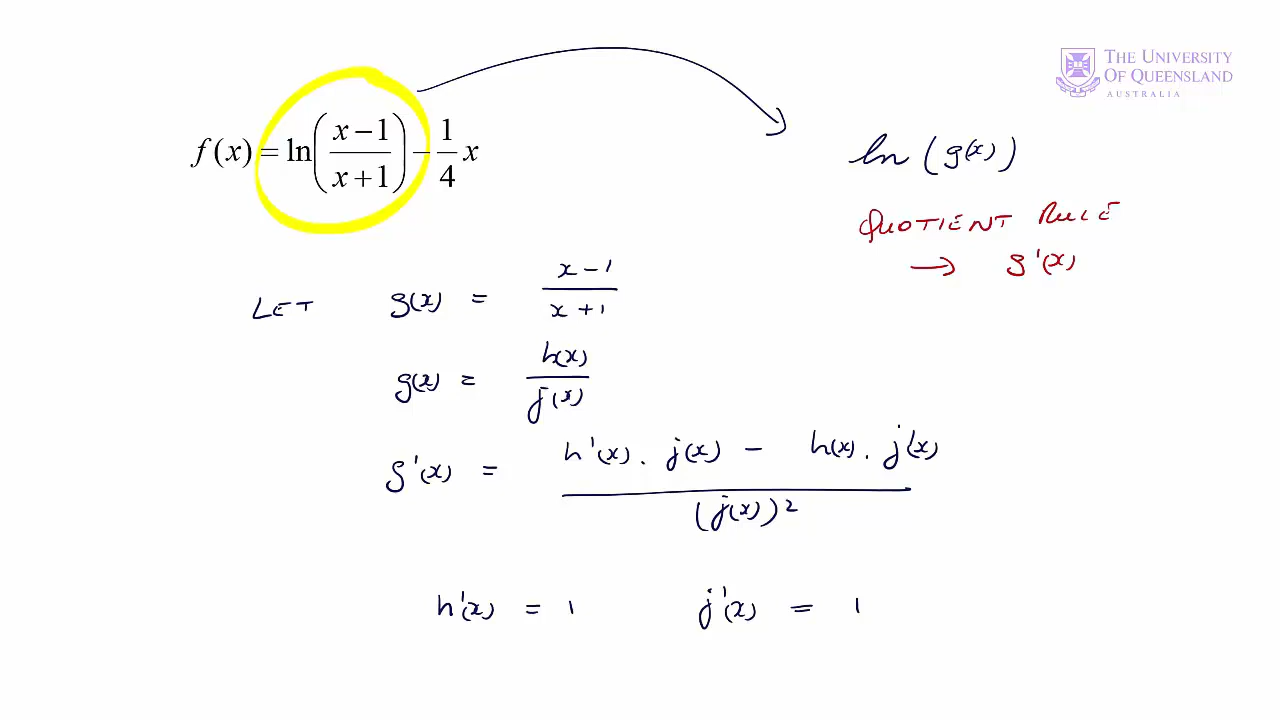 THE UNIVERSITY
OF QUEENSLAND
AUSTRALIA
f(x) = ln((x−1)/(x+1)) − 1/4 x
ln (g(x))
QUOTIENT RULE
→ g'(x)
LET g(x) = (x−1)/(x+1)
g(x) = h(x)/j(x)
g'(x) = (h'(x) . j(x) − h(x) . j'(x))/(j(x))²
h'(x) = 1 j'(x) = 1